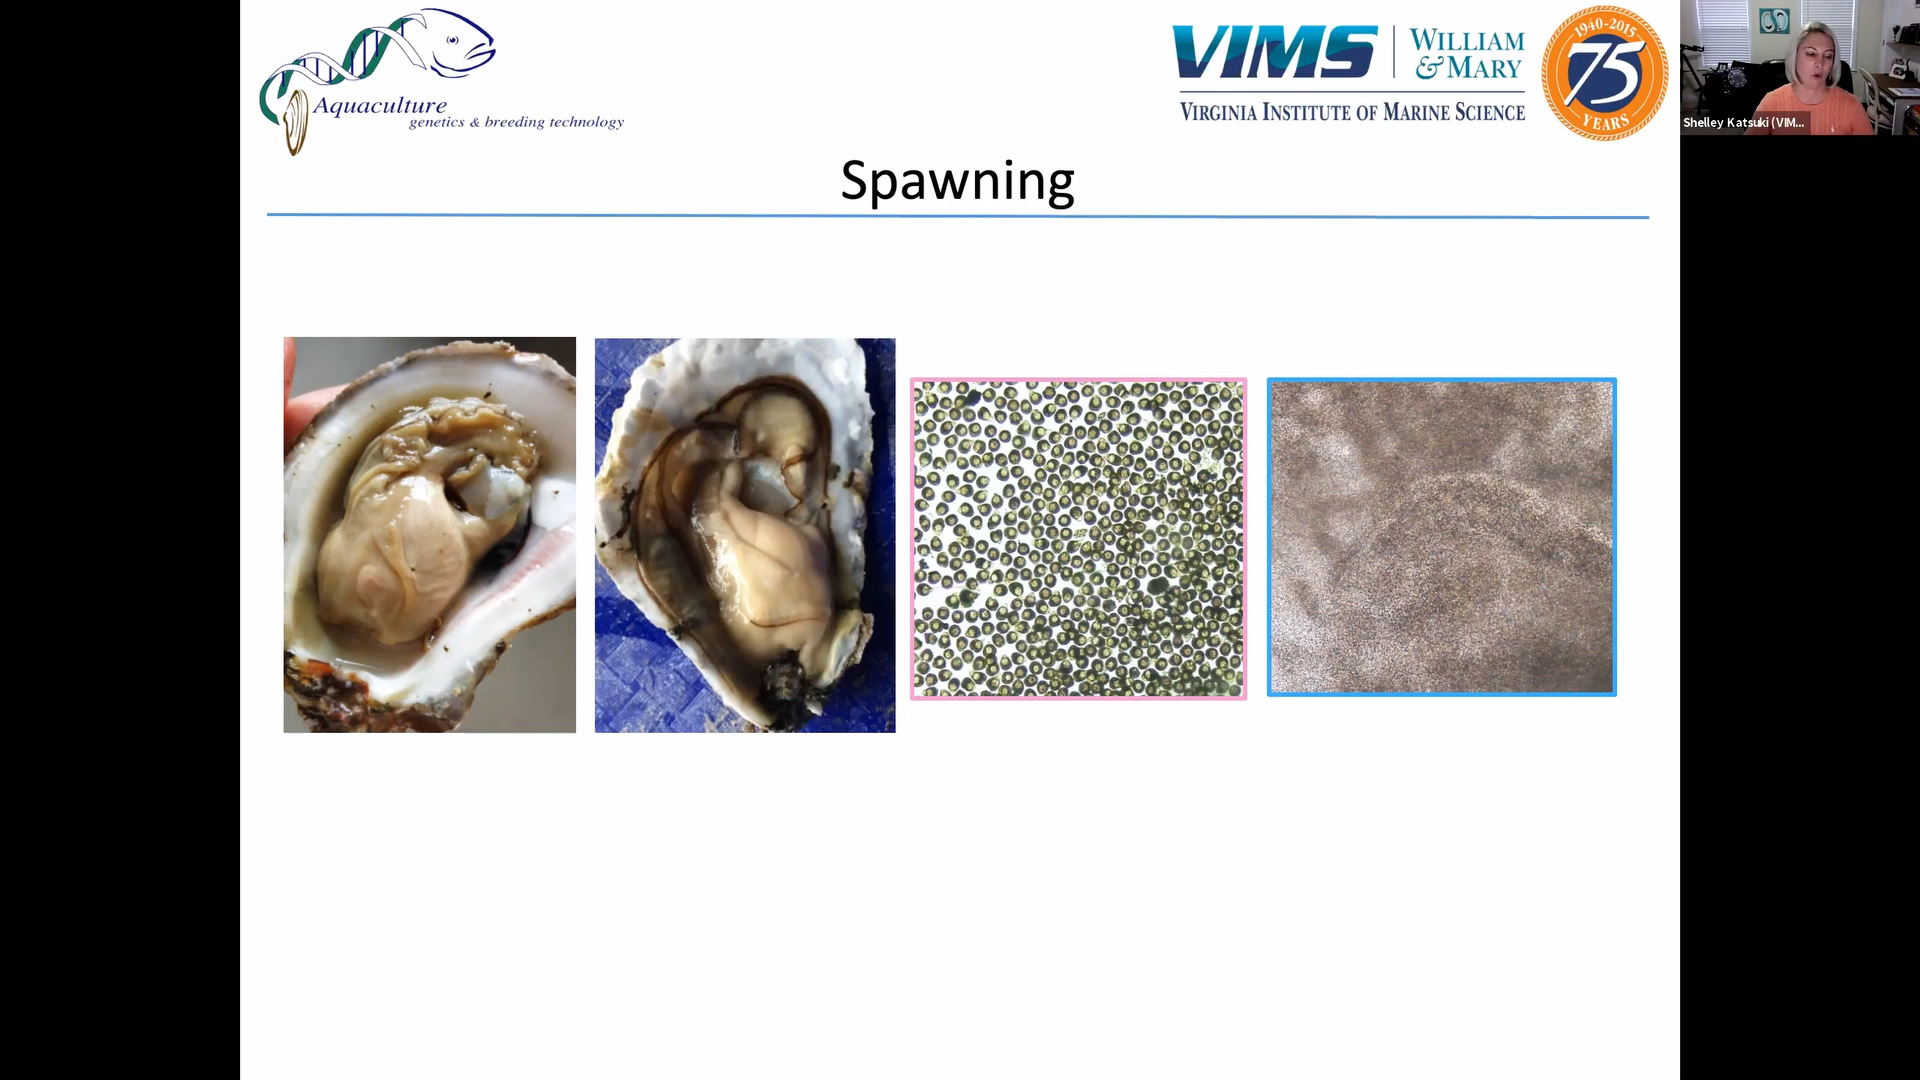 Aquaculture
genetics & breeding technology
VIMS
WILLIAM
& MARY
VIRGINIA INSTITUTE OF MARINE SCIENCE
1940-2015
75
YEARS
Shelley Katsuki (VIM...
Spawning